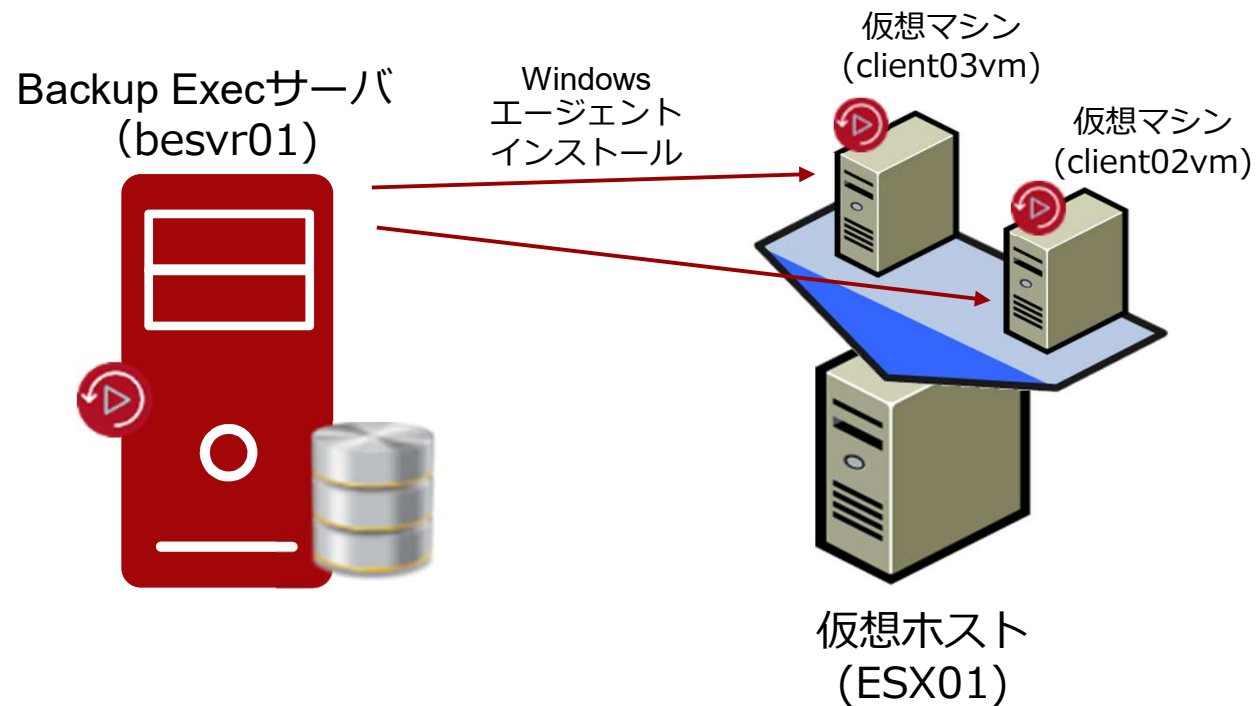 Backup Execサーバ
（besvr01)
Windows
エージェント
インストール
仮想マシン
(client03vm)
仮想マシン
(client02vm)
仮想ホスト
(ESX01)